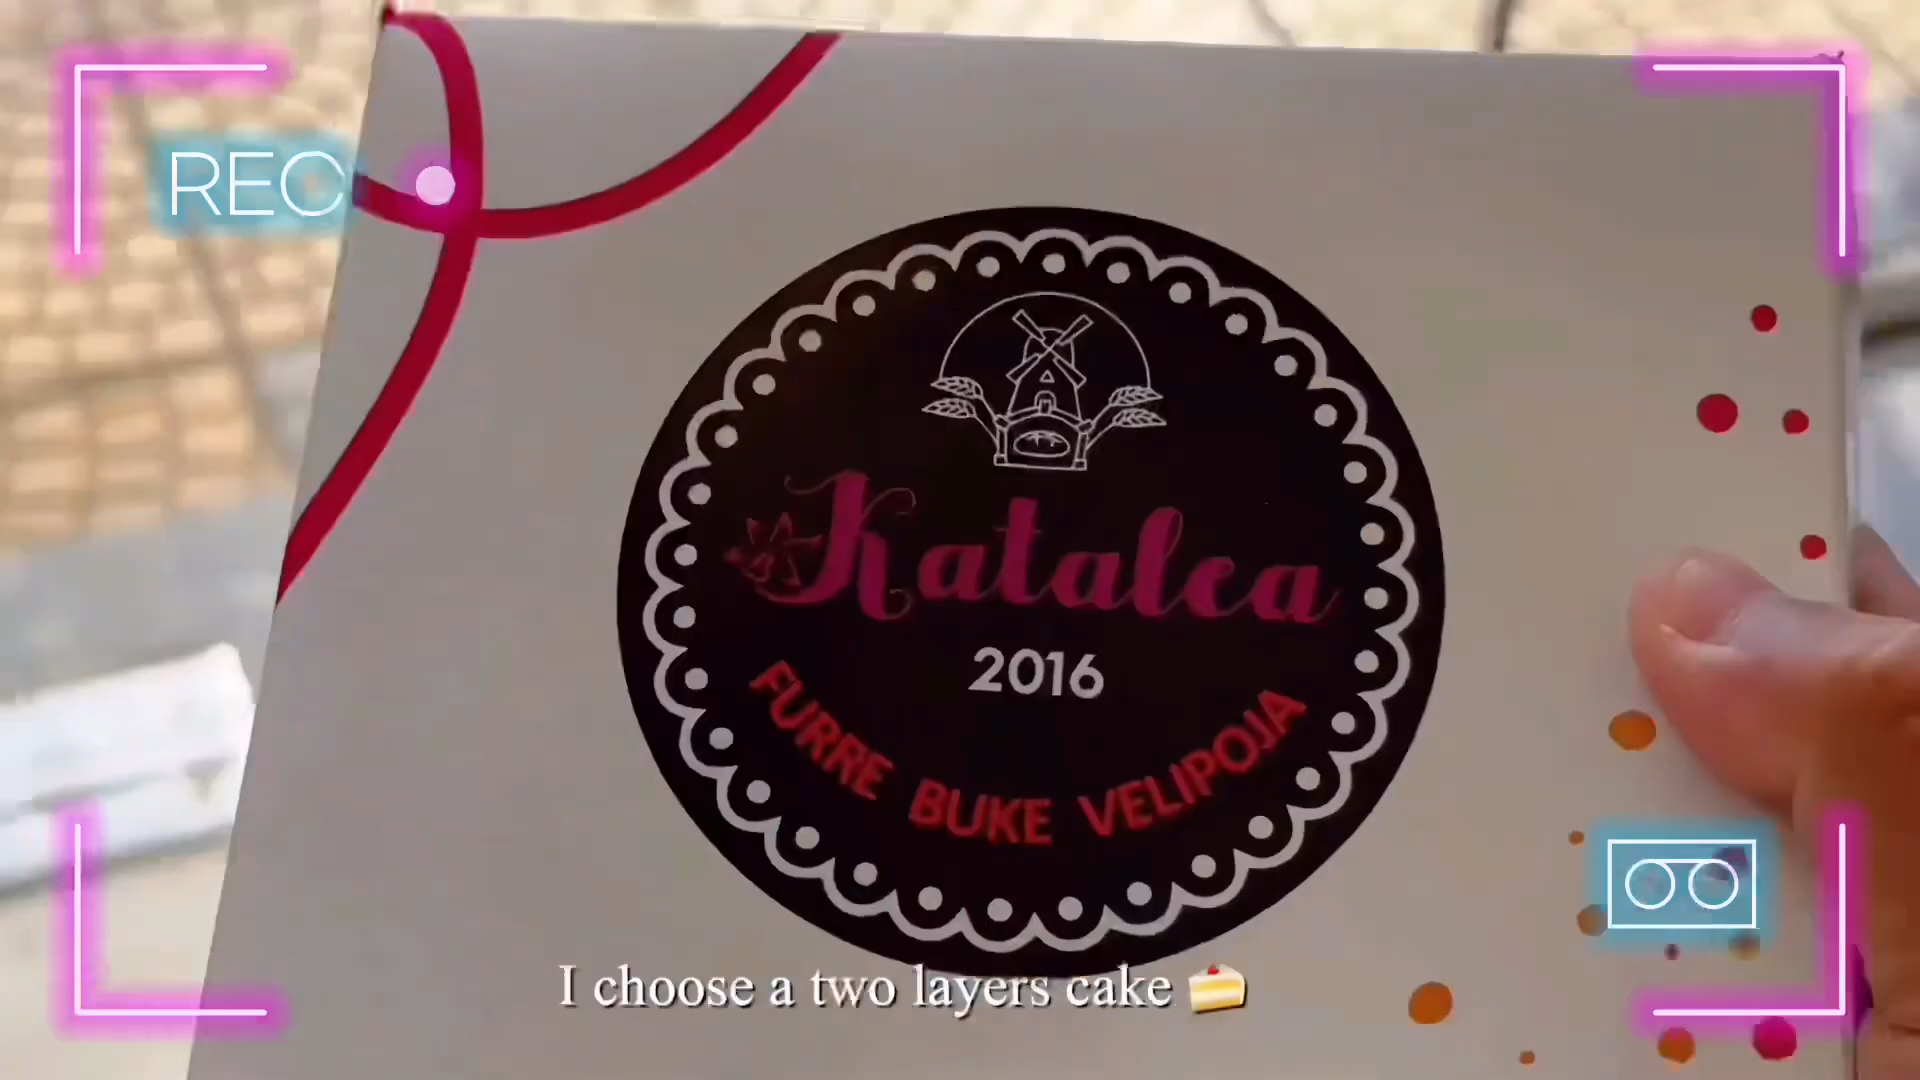 REC
Katalea
2016
FURRE BUKE VELIPOJA
I choose a two layers cake 🍰